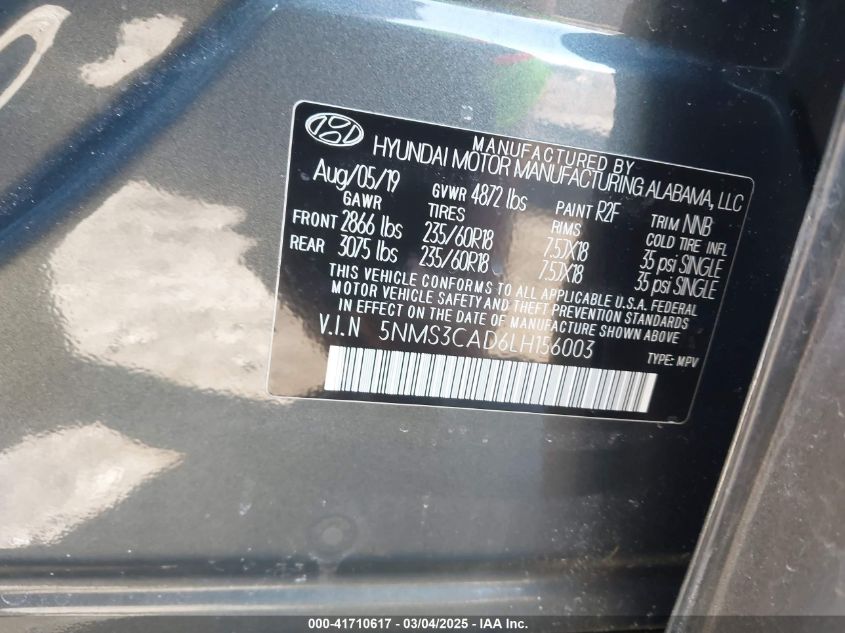 MANUFACTURED BY
HYUNDAI MOTOR MANUFACTURING ALABAMA, LLC
Aug/05/19 GVWR 4872 lbs PAINT R2F TRIM NNB
GAWR TIRES RIMS COLD TIRE INFL
FRONT 2866 lbs 235/60R18 7.5JX18 35 psi SINGLE
REAR 3075 lbs 235/60R18 7.5JX18 35 psi SINGLE
THIS VEHICLE CONFORMS TO ALL APPLICABLE U.S.A. FEDERAL
MOTOR VEHICLE SAFETY AND THEFT PREVENTION STANDARDS
IN EFFECT ON THE DATE OF MANUFACTURE SHOWN ABOVE
V.I.N 5NMS3CAD6LH156003
TYPE: MPV
000-41710617 - 03/04/2025 - IAA Inc.